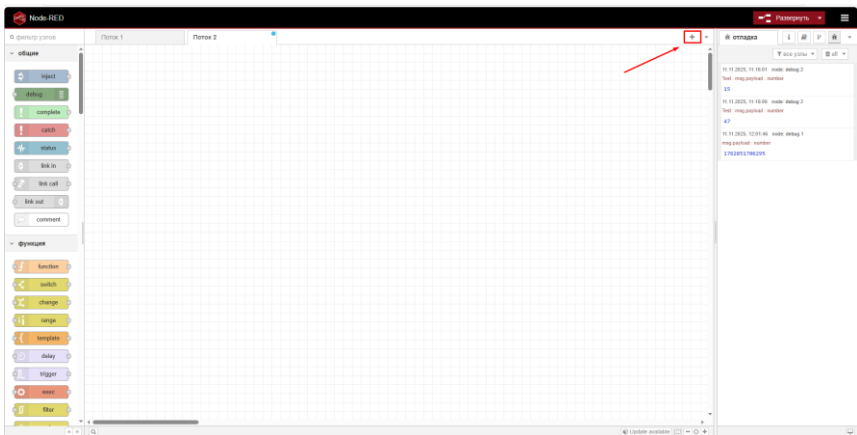 Node-RED
Развернуть
фильтр узлов
Поток 1
Поток 2
отладка
общие
все узлы
all
inject
debug
complete
catch
status
link in
link call
link out
comment
функция
function
switch
change
range
template
delay
trigger
exec
filter
11.11.2025, 11:18:01 node: debug 2
Test : msg.payload : number
15
11.11.2025, 11:18:06 node: debug 2
Test : msg.payload : number
47
11.11.2025, 12:01:46 node: debug 1
msg.payload : number
1762851706295
Update available